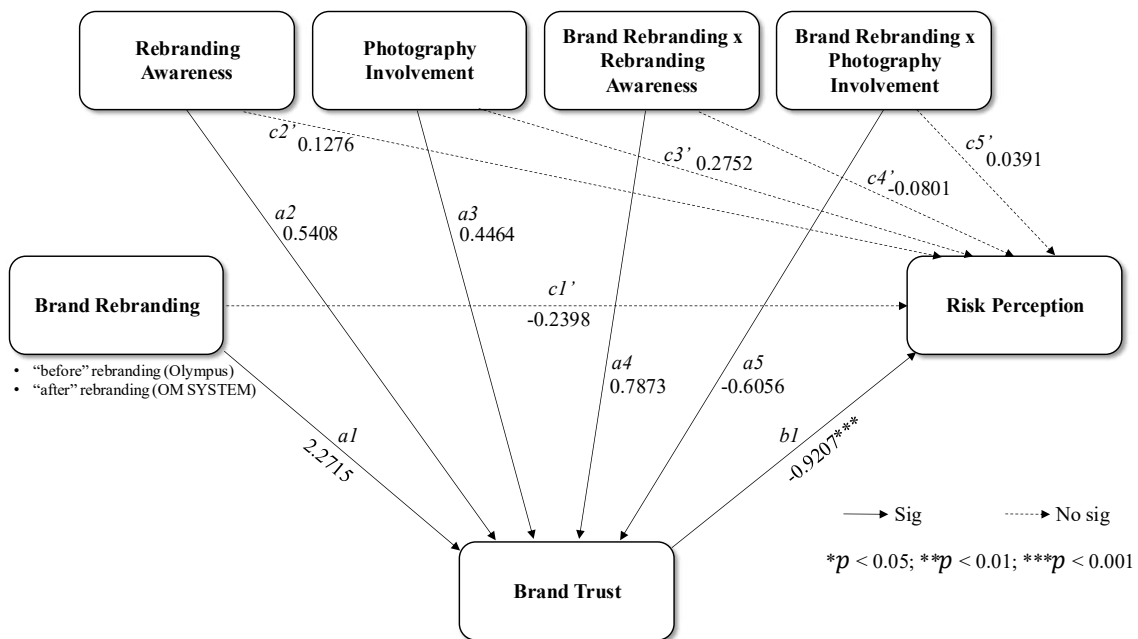 Rebranding
Awareness
Photography
Involvement
Brand Rebranding x
Rebranding
Awareness
Brand Rebranding x
Photography
Involvement
c2’ 0.1276
c3’ 0.2752
c4’ -0.0801
c5’ 0.0391
a2
0.5408
a3
0.4464
Brand Rebranding
c1’
-0.2398
Risk Perception
• “before” rebranding (Olympus)
• “after” rebranding (OM SYSTEM)
a4
0.7873
a5
-0.6056
a1
2.2715
b1
-0.9207***
Sig
No sig
*p < 0.05; **p < 0.01; ***p < 0.001
Brand Trust